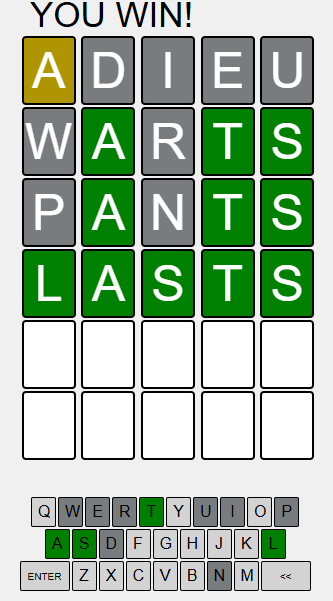 YOU WIN!
A D I E U
W A R T S
P A N T S
L A S T S
Q W E R T Y U I O P
A S D F G H J K L
ENTER Z X C V B N M <<